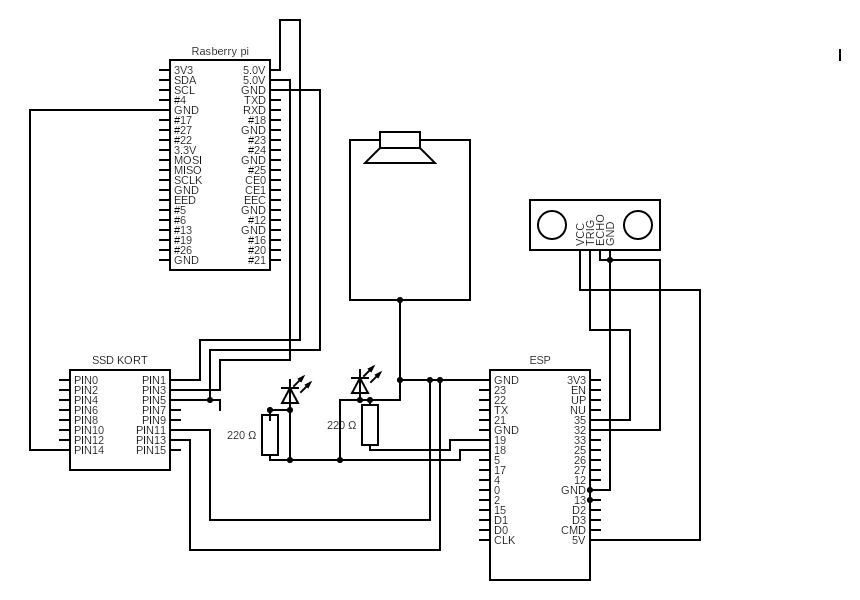 Rasberry pi
3V3 5.0V
SDA 5.0V
SCL GND
#4 TXD
GND RXD
#17 #18
#27 GND
#22 #23
3.3V #24
MOSI GND
MISO #25
SCLK CE0
GND CE1
EED EEC
#5 GND
#6 #12
#13 GND
#19 #16
#26 #20
GND #21
VCC
TRIG
ECHO
GND
SSD KORT
PIN0 PIN1
PIN2 PIN3
PIN4 PIN5
PIN6 PIN7
PIN8 PIN9
PIN10 PIN11
PIN12 PIN13
PIN14 PIN15
220 Ω
220 Ω
ESP
GND 3V3
23 EN
22 UP
TX NU
21 35
GND 32
19 33
18 25
5 26
17 27
4 12
0 GND
2 13
15 D2
D1 D3
D0 CMD
CLK 5V